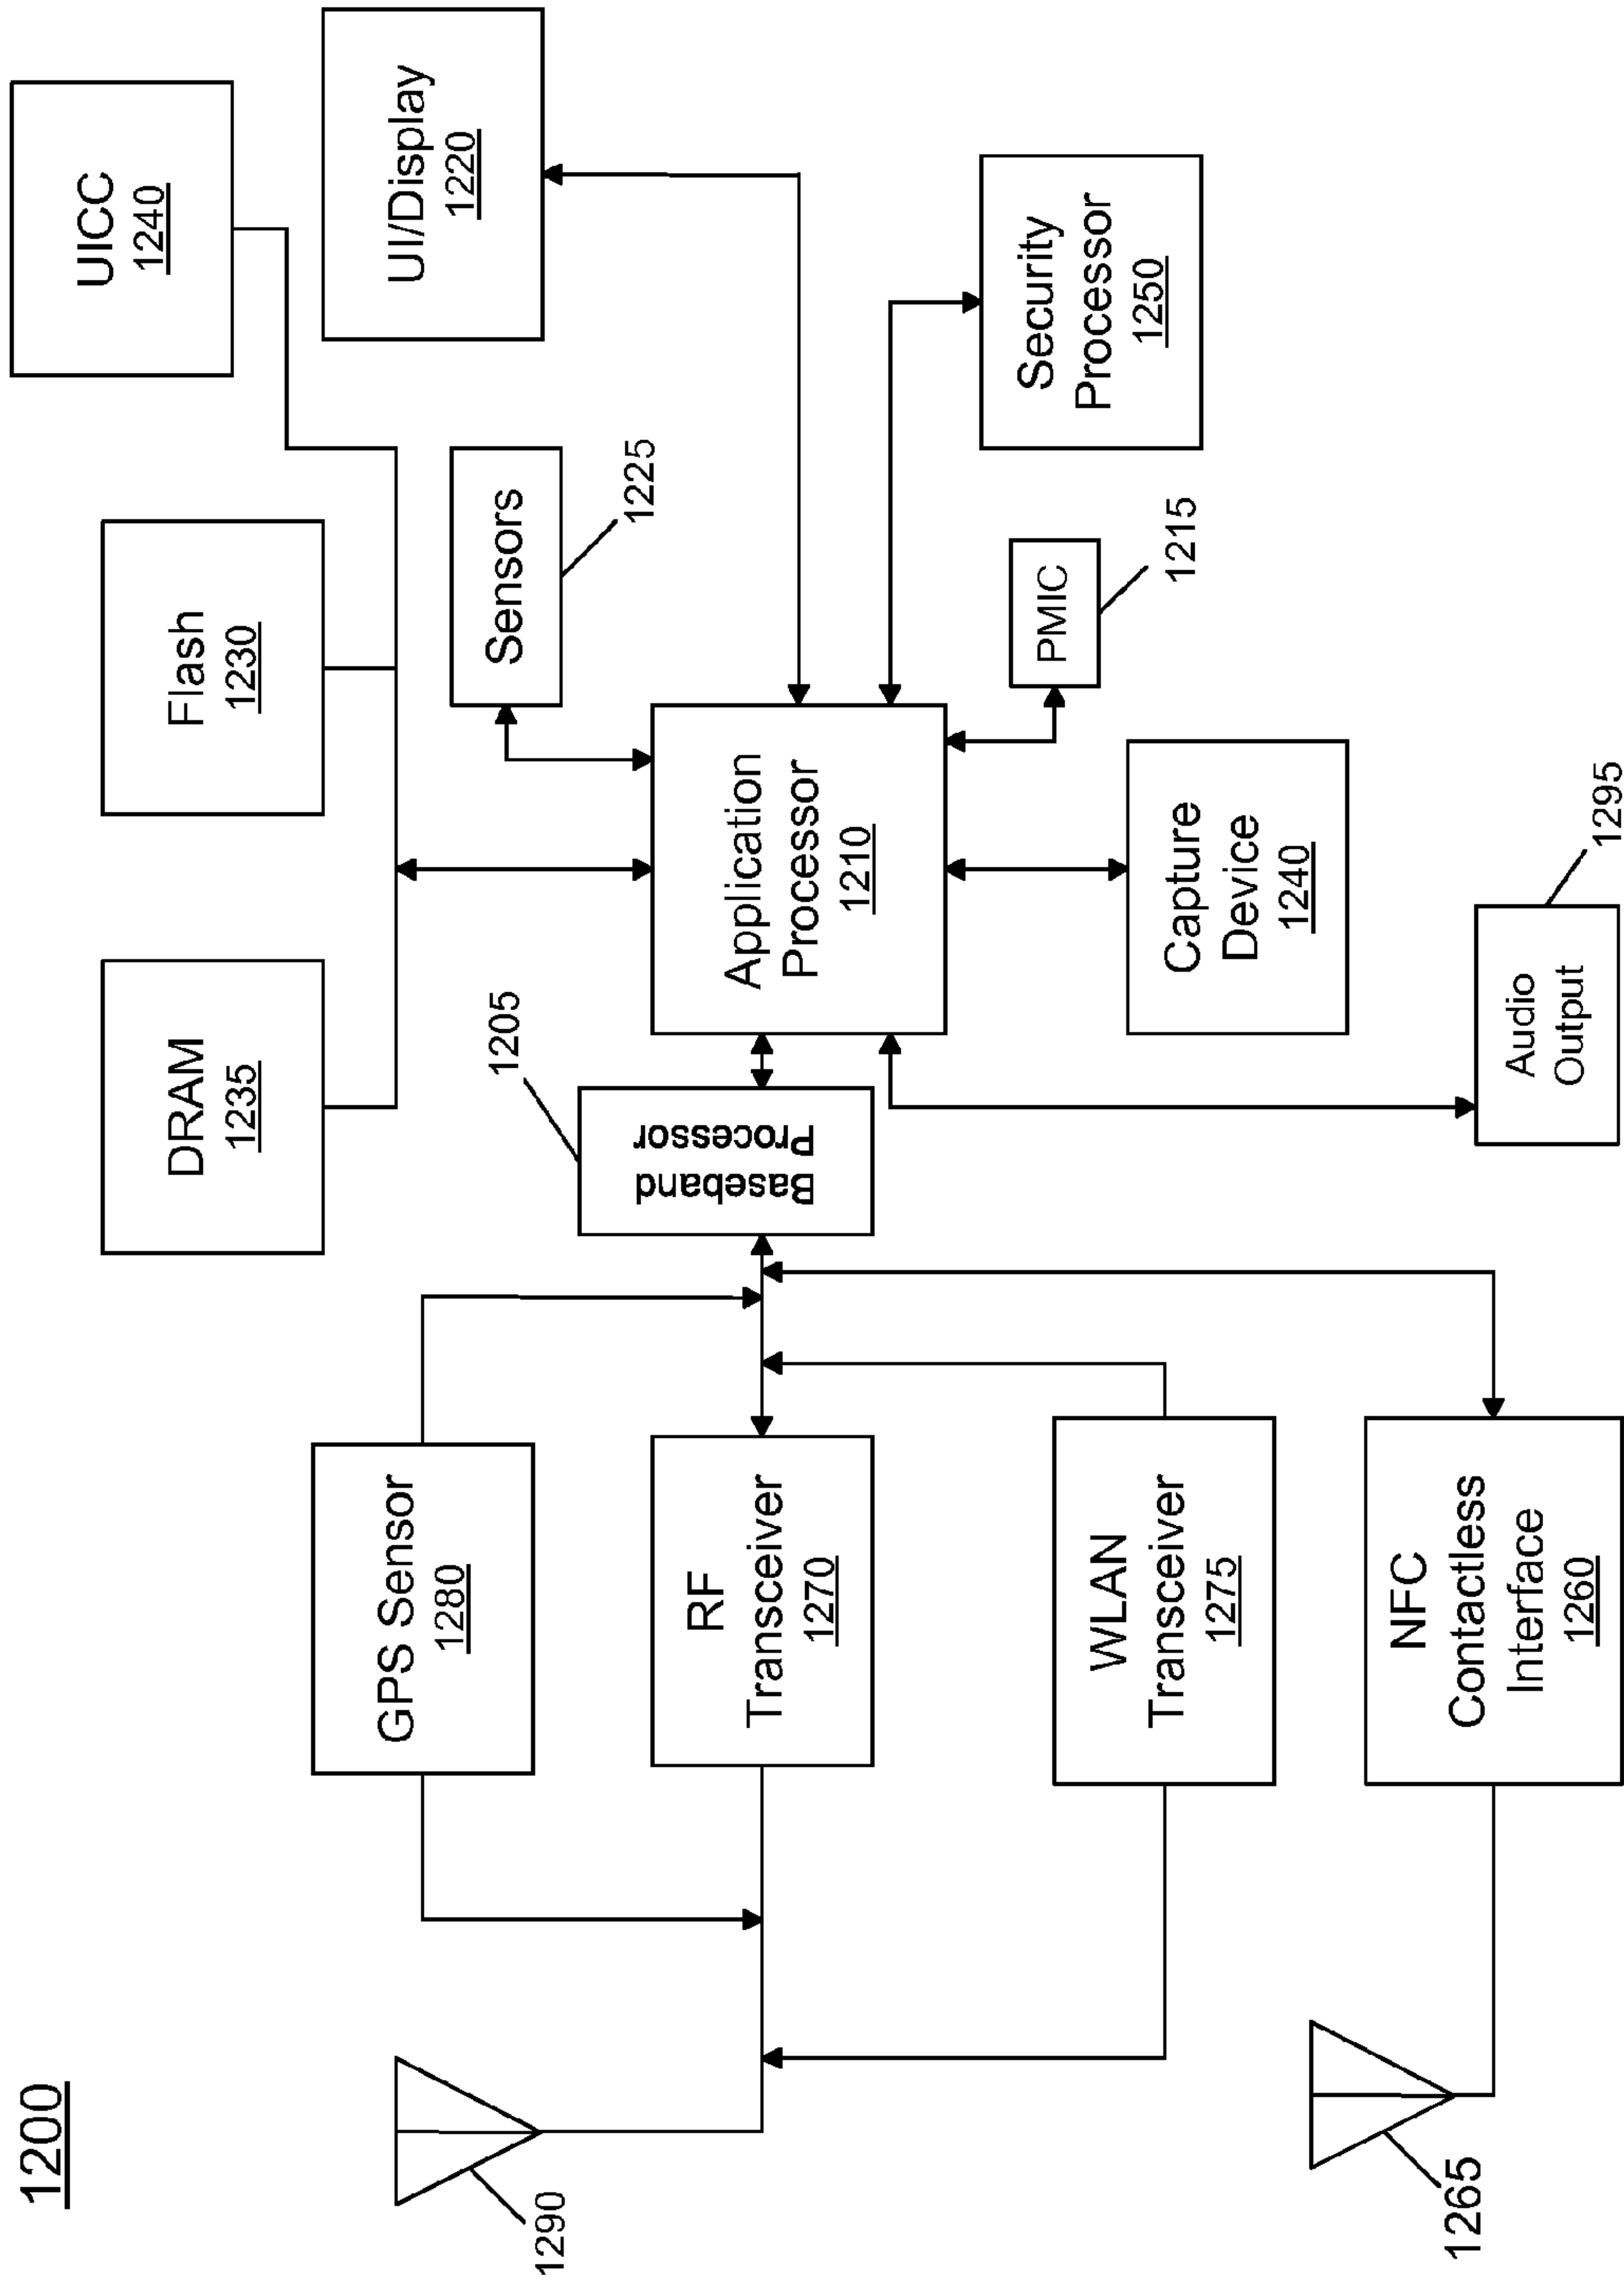 1200
UICC
1240
DRAM
1235
Flash
1230
UI/Display
1220
Sensors
1225
GPS Sensor
1280
1290
RF
Transceiver
1270
Baseband
Processor
1205
Application
Processor
1210
Security
Processor
1250
PMIC
1215
WLAN
Transceiver
1275
Capture
Device
1240
NFC
Contactless
Interface
1260
1265
Audio
Output
1295